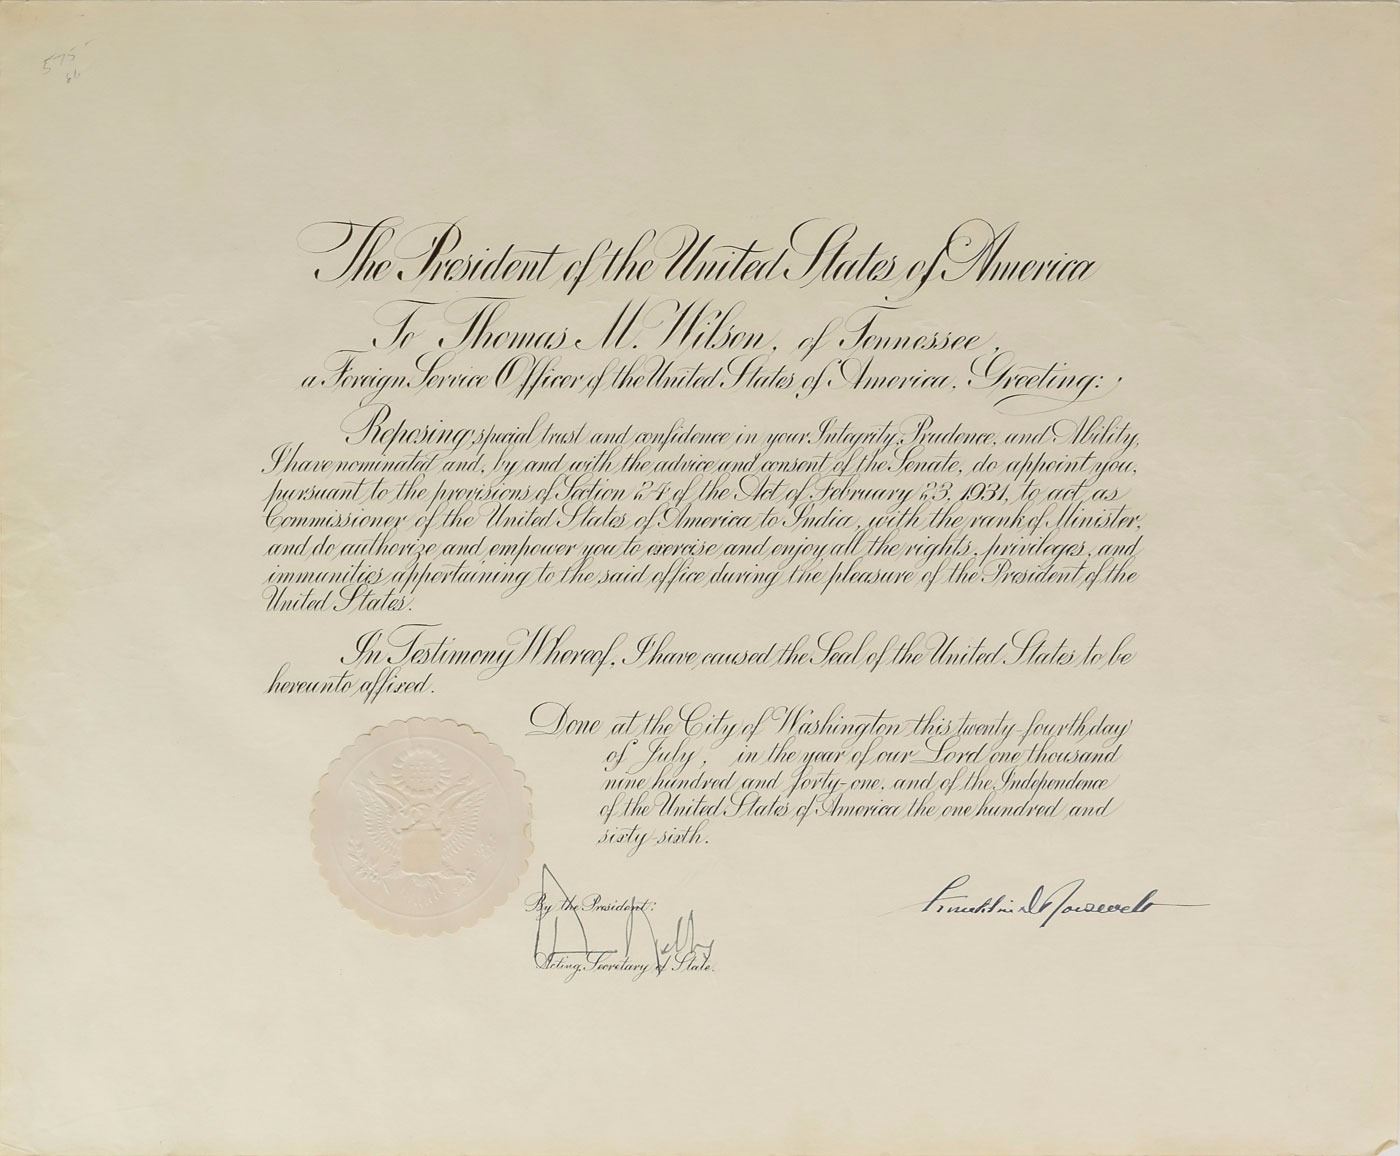 575
The President of the United States of America
To Thomas M. Wilson, of Tennessee,
a Foreign Service Officer of the United States of America, Greeting:
Reposing special trust and confidence in your Integrity, Prudence, and Ability,
I have nominated and, by and with the advice and consent of the Senate, do appoint you,
pursuant to the provisions of Section 24 of the Act of February 23, 1931, to act as
Commissioner of the United States of America to India, with the rank of Minister,
and do authorize and empower you to exercise and enjoy all the rights, privileges, and
immunities appertaining to the said office during the pleasure of the President of the
United States.
In Testimony Whereof, I have caused the Seal of the United States to be
hereunto affixed.
Done at the City of Washington this twenty-fourth day
of July, in the year of our Lord one thousand
nine hundred and forty-one, and of the Independence
of the United States of America the one hundred and
sixty-sixth.
Franklin D Roosevelt
By the President:
Acting Secretary of State.